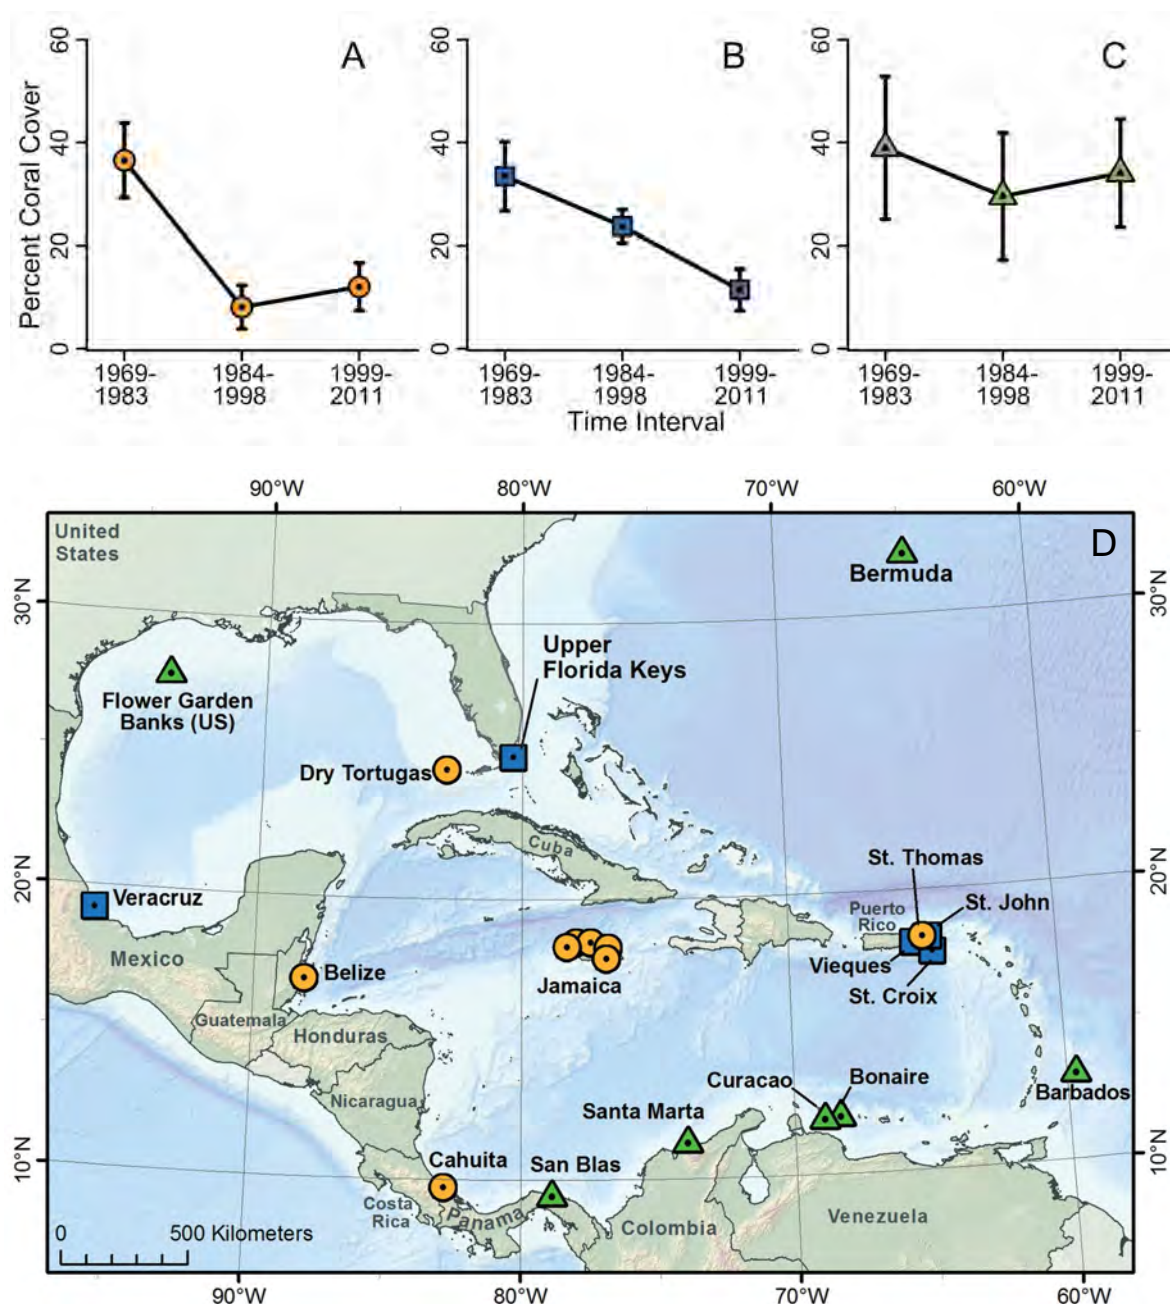 A
B
C
Percent Coral Cover
60
40
20
0
60
40
20
0
60
40
20
0
1969-
1983
1984-
1998
1999-
2011
1969-
1983
1984-
1998
1999-
2011
1969-
1983
1984-
1998
1999-
2011
Time Interval
90°W
80°W
70°W
60°W
United
States
D
Bermuda
30°N
30°N
Upper
Florida Keys
Flower Garden
Banks (US)
Dry Tortugas
Cuba
St. Thomas
20°N
20°N
Veracruz
St. John
Puerto
Rico
Mexico
Vieques
Belize
Jamaica
St. Croix
Guatemala
Honduras
Curacao
Bonaire
Barbados
Nicaragua
Santa Marta
10°N
10°N
Cahuita
San Blas
Costa
Rica
Panama
Colombia
Venezuela
0
500 Kilometers
90°W
80°W
70°W
60°W